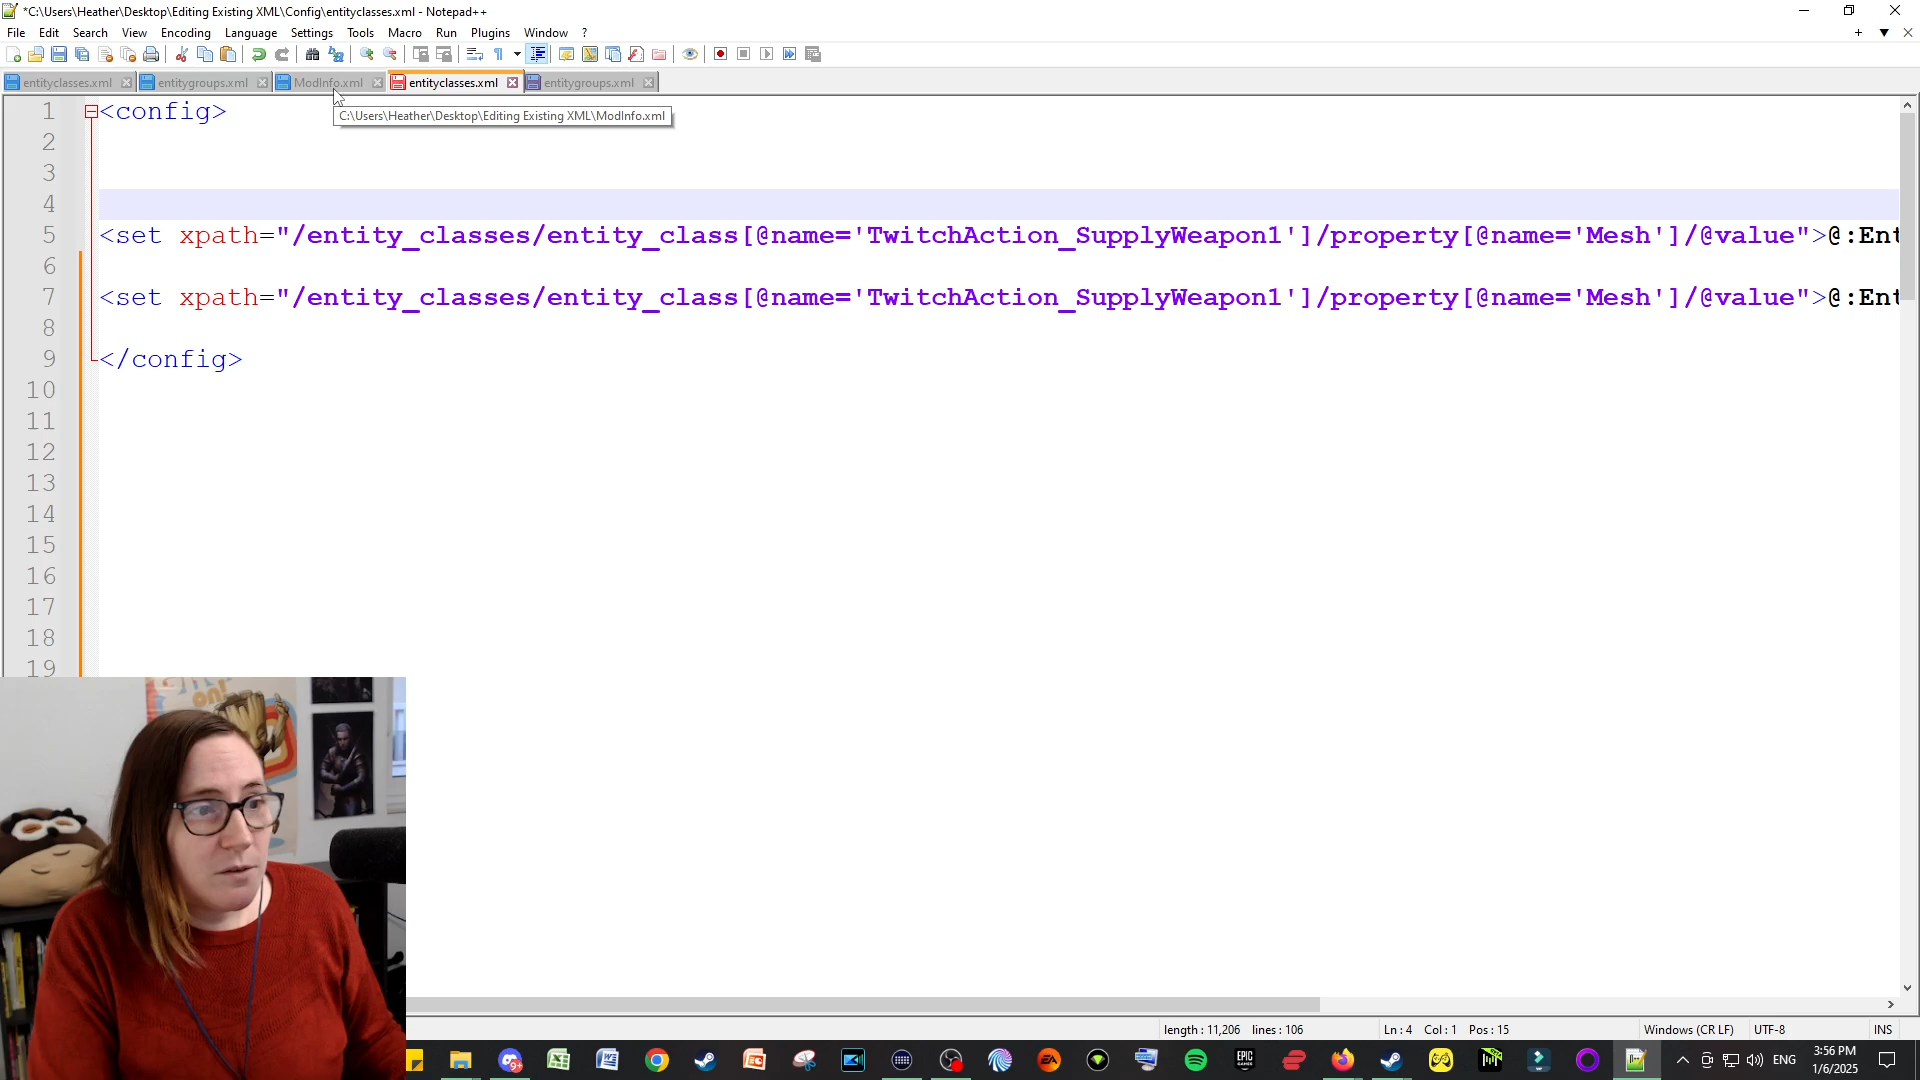 *C:\Users\Heather\Desktop\Editing Existing XML\Config\entityclasses.xml - Notepad++
File Edit Search View Encoding Language Settings Tools Macro Run Plugins Window ?
entityclasses.xml entitygroups.xml ModInfo.xml entityclasses.xml entitygroups.xml
C:\Users\Heather\Desktop\Editing Existing XML\ModInfo.xml
1 <config>
2
3
4
5 <set xpath="/entity_classes/entity_class[@name='TwitchAction_SupplyWeapon1']/property[@name='Mesh']/@value">@:Ent
6
7 <set xpath="/entity_classes/entity_class[@name='TwitchAction_SupplyWeapon1']/property[@name='Mesh']/@value">@:Ent
8
9 </config>
10
11
12
13
14
15
16
17
18
19
length : 11,206 lines : 106 Ln : 4 Col : 1 Pos : 15 Windows (CR LF) UTF-8 INS
ENG 3:56 PM
1/6/2025